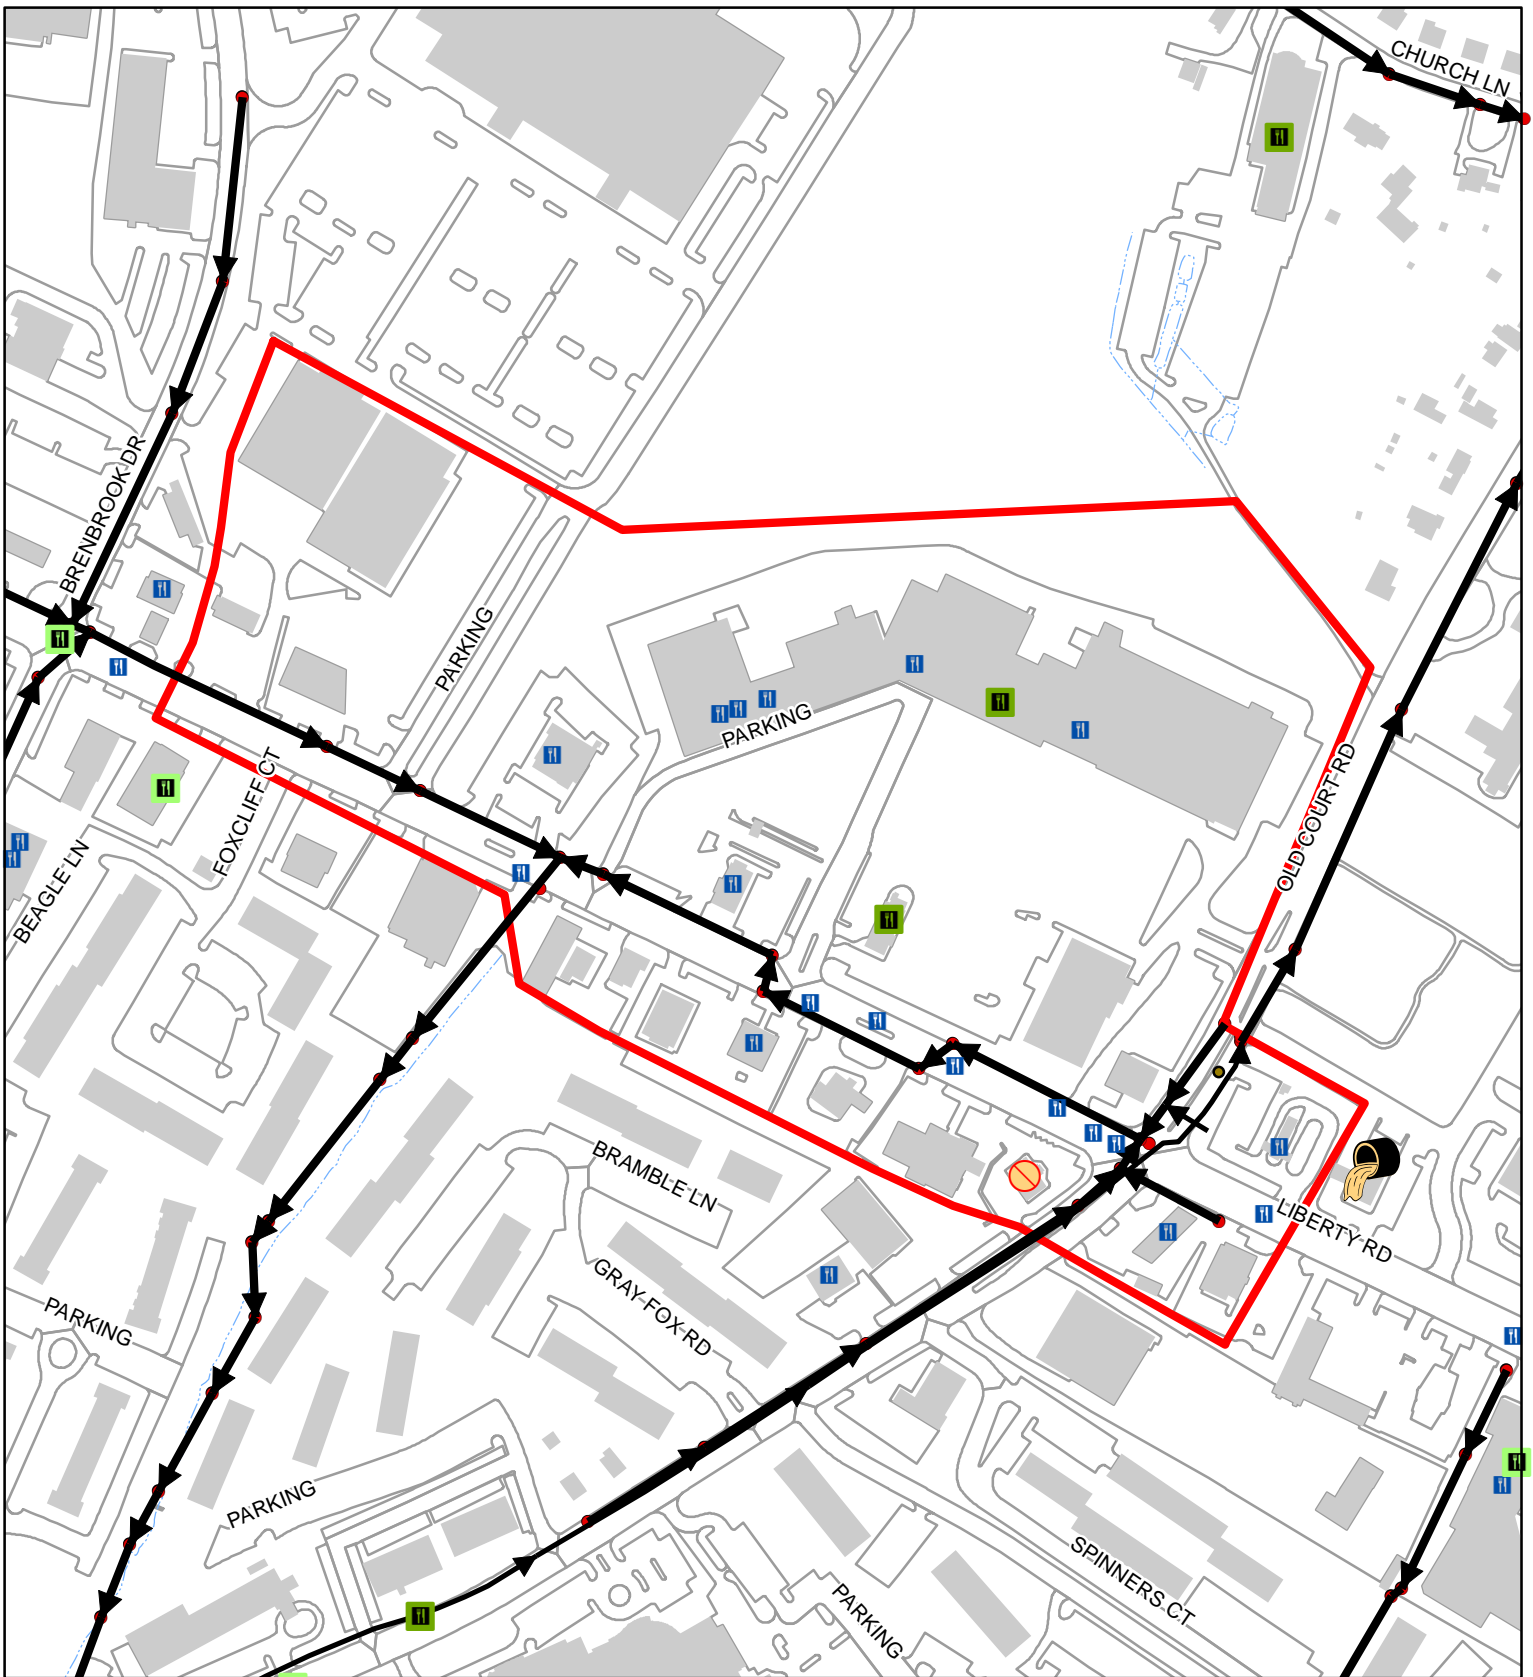 CHURCH LN
BRENBROOK DR
PARKING
PARKING
OLD COURT RD
FOXCLIFF CT
BEAGLE LN
BRAMBLE LN
LIBERTY RD
GRAY FOX RD
PARKING
PARKING
SPINNERS CT
PARKING